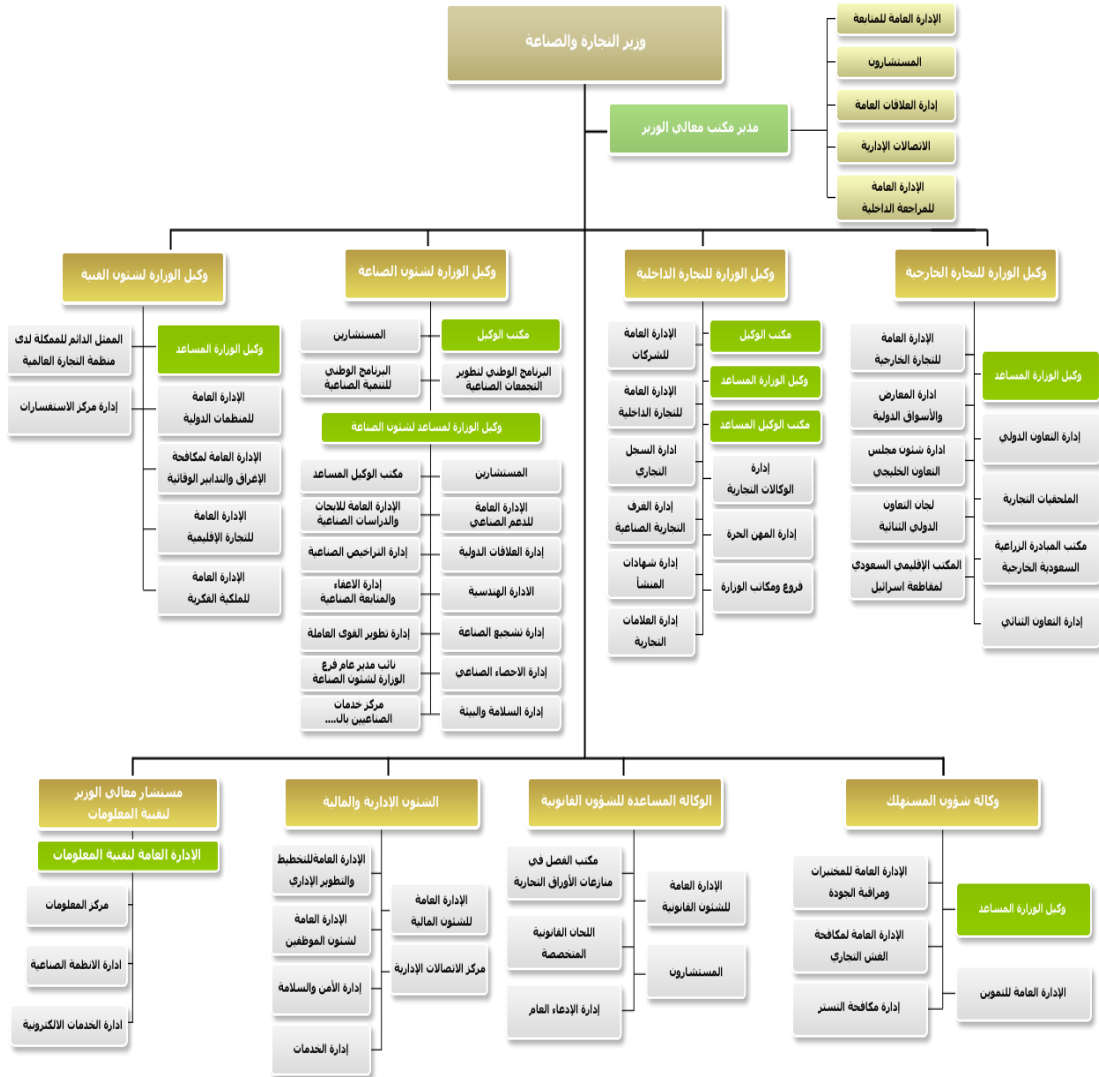 وزير التجارة والصناعة
مدير مكتب معالي الوزير
الإدارة العامة للمتابعة
المستشارون
إدارة العلاقات العامة
الاتصالات الإدارية
الإدارة العامة
للمراجعة الداخلية
وكيل الوزارة للتجارة الخارجية
الإدارة العامة
للتجارة الخارجية
وكيل الوزارة المساعد
ادارة المعارض
والأسواق الدولية
إدارة التعاون الدولي
ادارة شئون مجلس
التعاون الخليجي
الملحقيات التجارية
لجان التعاون
الدولي الثنائية
مكتب المبادرة الزراعية
السعودية الخارجية
المكتب الإقليمي السعودي
لمقاطعة اسرائيل
إدارة التعاون الثنائي
وكيل الوزارة للتجارة الداخلية
مكتب الوكيل
الإدارة العامة
للشركات
وكيل الوزارة المساعد
الإدارة العامة
للتجارة الداخلية
مكتب الوكيل المساعد
ادارة السجل
التجاري
إدارة
الوكالات التجارية
إدارة الغرف
التجارية الصناعية
إدارة المهن الحرة
إدارة شهادات
المنشأ
فروع ومكاتب الوزارة
إدارة العلامات
التجارية
وكيل الوزارة لشئون الصناعة
مكتب الوكيل
المستشارين
البرنامج الوطني لتطوير
التجمعات الصناعية
البرنامج الوطني
للتنمية الصناعية
وكيل الوزارة لمساعد لشئون الصناعة
المستشارين
مكتب الوكيل المساعد
الإدارة العامة
للدعم الصناعي
الإدارة العامة للابحاث
والدراسات الصناعية
إدارة العلاقات الدولية
إدارة التراخيص الصناعية
الادارة الهندسية
إدارة الاعفاء
والمتابعة الصناعية
إدارة تشجيع الصناعة
إدارة تطوير القوى العاملة
إدارة الاحصاء الصناعي
نائب مدير عام فرع
الوزارة لشئون الصناعة
إدارة السلامة والبيئة
مركز خدمات
الصناعيين بال....
وكيل الوزارة لشئون الفنية
وكيل الوزارة المساعد
الممثل الدائم للممكلة لدى
منظمة التجارة العالمية
الإدارة العامة
للمنظمات الدولية
إدارة مركز الاستفسارات
الإدارة العامة لمكافحة
الإغراق والتدابير الوقائية
الإدارة العامة
للتجارة الإقليمية
الإدارة العامة
للملكية الفكرية
وكالة شؤون المستهلك
الإدارة العامة للمختبرات
ومراقبة الجودة
وكيل الوزارة المساعد
الإدارة العامة لمكافحة
الغش التجاري
الإدارة العامة للتموين
إدارة مكافحة التستر
الوكالة المساعدة للشؤون القانونية
مكتب الفصل في
منازعات الأوراق التجارية
الإدارة العامة
للشئون القانونية
اللجان القانونية
المتخصصة
المستشارون
إدارة الإدعاء العام
الشئون الإدارية والمالية
الإدارة العامةللتخطيط
والتطوير الإداري
الإدارة العامة
للشئون المالية
الإدارة العامة
لشئون الموظفين
مركز الاتصالات الإدارية
إدارة الأمن والسلامة
إدارة الخدمات
مستشار معالي الوزير
لتقنية المعلومات
الإدارة العامة لتقنية المعلومات
مركز المعلومات
ادارة الانظمة الصناعية
ادارة الخدمات الالكترونية